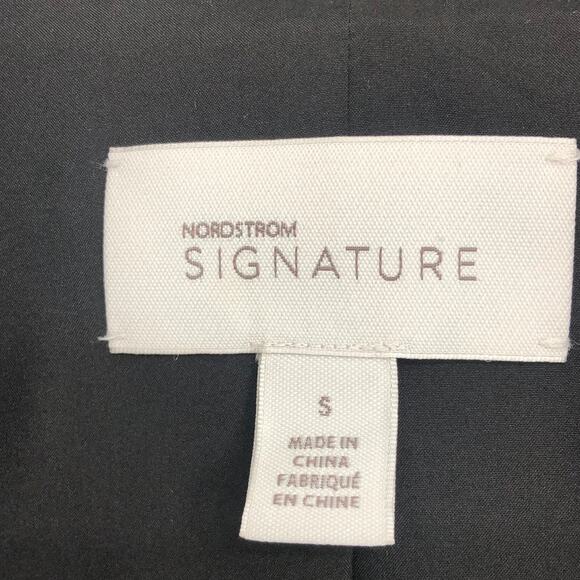 NORDSTROM
SIGNATURE
S
MADE IN
CHINA
FABRIQUÉ
EN CHINE